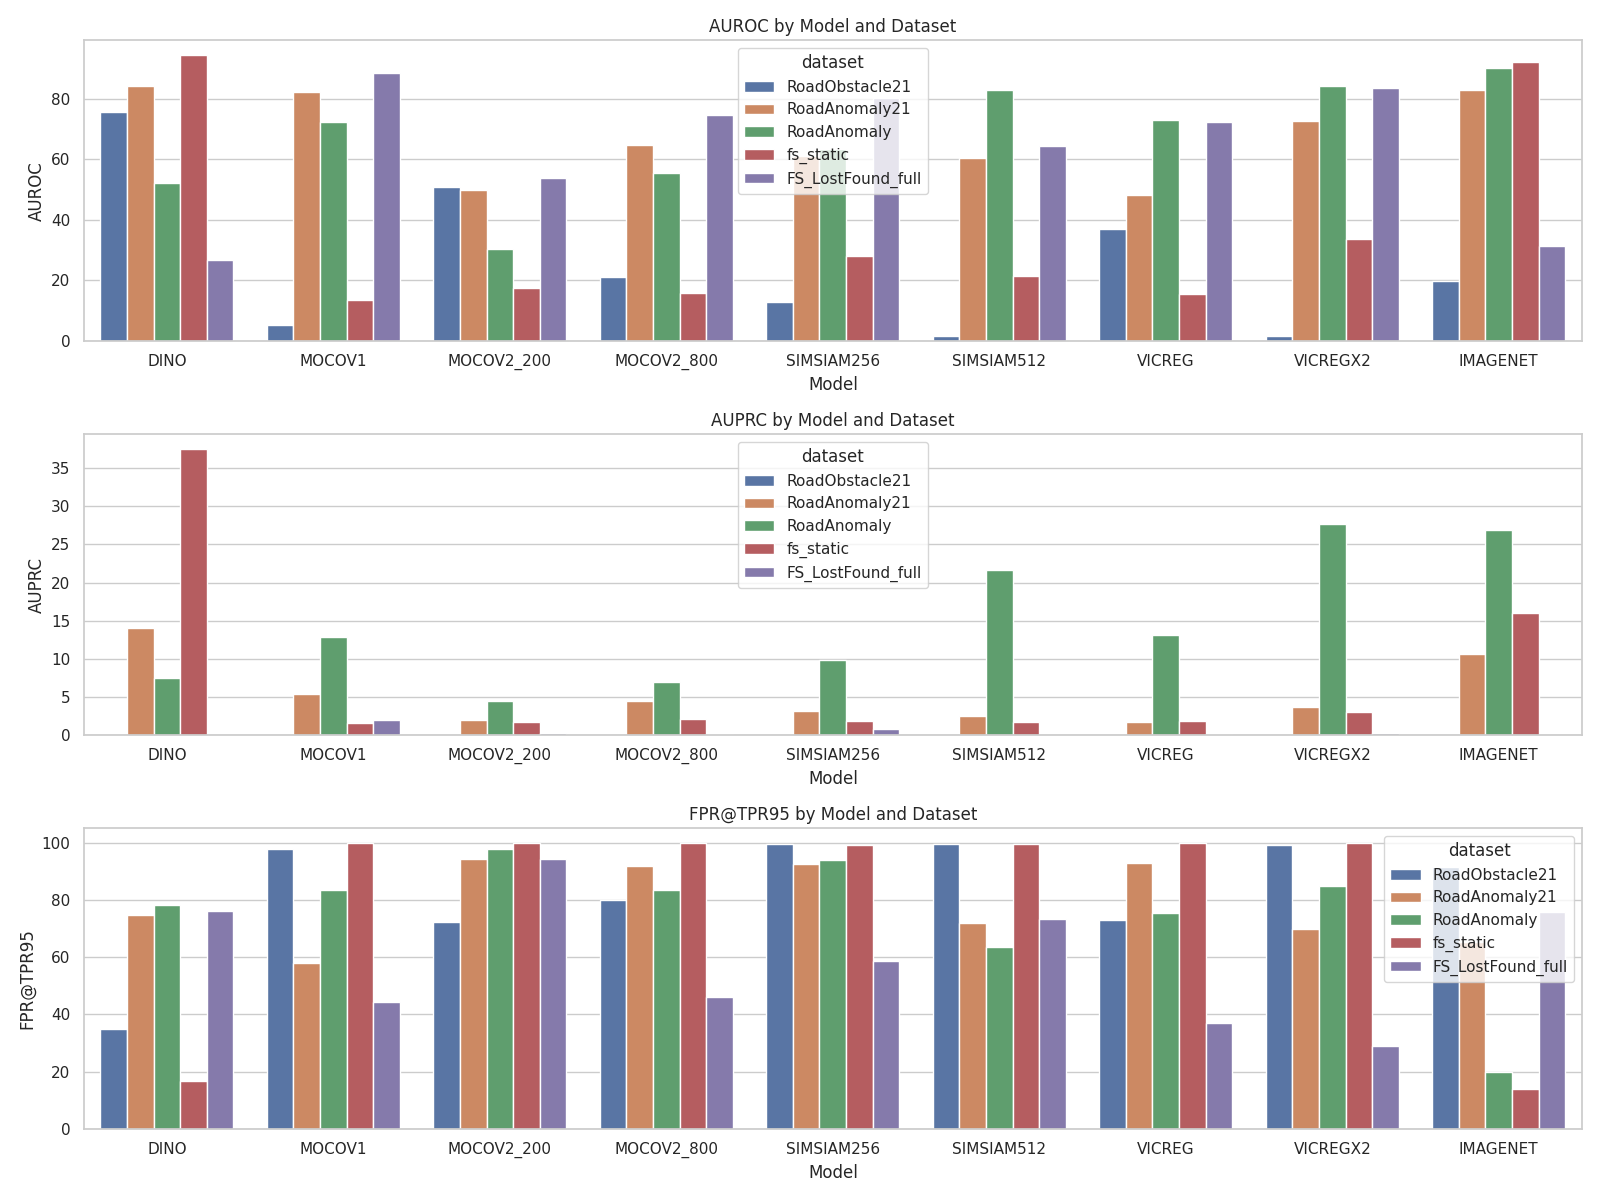 AUROC by Model and Dataset
AUROC
80
60
40
20
0
dataset
RoadObstacle21
RoadAnomaly21
RoadAnomaly
fs_static
FS_LostFound_full
DINO MOCOV1 MOCOV2_200 MOCOV2_800 SIMSIAM256 SIMSIAM512 VICREG VICREGX2 IMAGENET
Model
AUPRC by Model and Dataset
AUPRC
35
30
25
20
15
10
5
0
dataset
RoadObstacle21
RoadAnomaly21
RoadAnomaly
fs_static
FS_LostFound_full
DINO MOCOV1 MOCOV2_200 MOCOV2_800 SIMSIAM256 SIMSIAM512 VICREG VICREGX2 IMAGENET
Model
FPR@TPR95 by Model and Dataset
FPR@TPR95
100
80
60
40
20
0
dataset
RoadObstacle21
RoadAnomaly21
RoadAnomaly
fs_static
FS_LostFound_full
DINO MOCOV1 MOCOV2_200 MOCOV2_800 SIMSIAM256 SIMSIAM512 VICREG VICREGX2 IMAGENET
Model